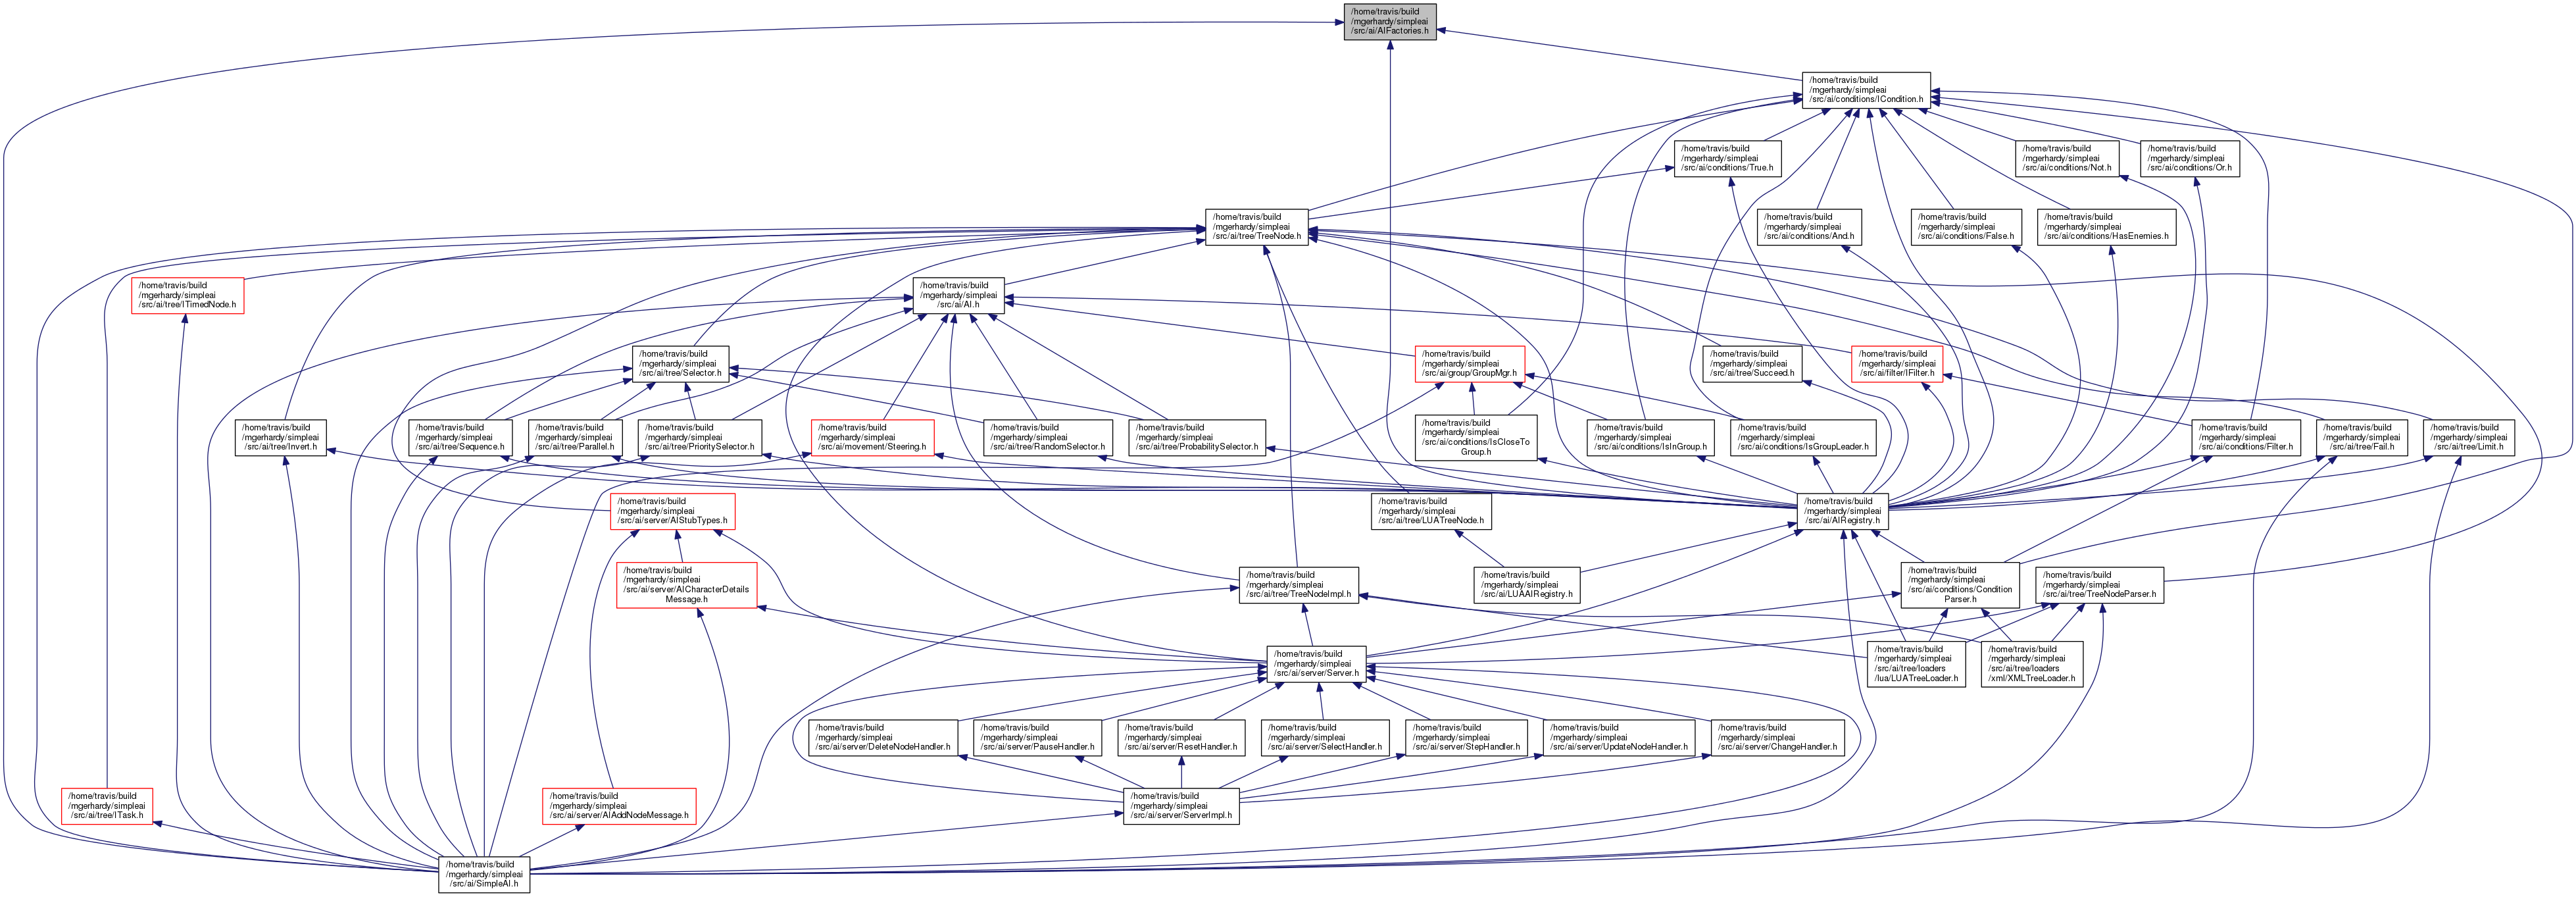 /home/travis/build
/mgerhardy/simpleai
/src/ai/AIFactories.h
/home/travis/build
/mgerhardy/simpleai
/src/ai/conditions/ICondition.h
/home/travis/build
/mgerhardy/simpleai
/src/ai/conditions/True.h
/home/travis/build
/mgerhardy/simpleai
/src/ai/conditions/Not.h
/home/travis/build
/mgerhardy/simpleai
/src/ai/conditions/Or.h
/home/travis/build
/mgerhardy/simpleai
/src/ai/tree/TreeNode.h
/home/travis/build
/mgerhardy/simpleai
/src/ai/conditions/And.h
/home/travis/build
/mgerhardy/simpleai
/src/ai/conditions/False.h
/home/travis/build
/mgerhardy/simpleai
/src/ai/conditions/HasEnemies.h
/home/travis/build
/mgerhardy/simpleai
/src/ai/tree/ITimedNode.h
/home/travis/build
/mgerhardy/simpleai
/src/ai/AI.h
/home/travis/build
/mgerhardy/simpleai
/src/ai/tree/Selector.h
/home/travis/build
/mgerhardy/simpleai
/src/ai/group/GroupMgr.h
/home/travis/build
/mgerhardy/simpleai
/src/ai/tree/Succeed.h
/home/travis/build
/mgerhardy/simpleai
/src/ai/filter/IFilter.h
/home/travis/build
/mgerhardy/simpleai
/src/ai/tree/Invert.h
/home/travis/build
/mgerhardy/simpleai
/src/ai/tree/Sequence.h
/home/travis/build
/mgerhardy/simpleai
/src/ai/tree/Parallel.h
/home/travis/build
/mgerhardy/simpleai
/src/ai/tree/PrioritySelector.h
/home/travis/build
/mgerhardy/simpleai
/src/ai/movement/Steering.h
/home/travis/build
/mgerhardy/simpleai
/src/ai/tree/RandomSelector.h
/home/travis/build
/mgerhardy/simpleai
/src/ai/tree/ProbabilitySelector.h
/home/travis/build
/mgerhardy/simpleai
/src/ai/conditions/IsCloseTo
Group.h
/home/travis/build
/mgerhardy/simpleai
/src/ai/conditions/IsInGroup.h
/home/travis/build
/mgerhardy/simpleai
/src/ai/conditions/IsGroupLeader.h
/home/travis/build
/mgerhardy/simpleai
/src/ai/conditions/Filter.h
/home/travis/build
/mgerhardy/simpleai
/src/ai/tree/Fail.h
/home/travis/build
/mgerhardy/simpleai
/src/ai/tree/Limit.h
/home/travis/build
/mgerhardy/simpleai
/src/ai/server/AIStubTypes.h
/home/travis/build
/mgerhardy/simpleai
/src/ai/tree/LUATreeNode.h
/home/travis/build
/mgerhardy/simpleai
/src/ai/AIRegistry.h
/home/travis/build
/mgerhardy/simpleai
/src/ai/server/AICharacterDetails
Message.h
/home/travis/build
/mgerhardy/simpleai
/src/ai/tree/TreeNodeImpl.h
/home/travis/build
/mgerhardy/simpleai
/src/ai/LUAAIRegistry.h
/home/travis/build
/mgerhardy/simpleai
/src/ai/conditions/Condition
Parser.h
/home/travis/build
/mgerhardy/simpleai
/src/ai/tree/TreeNodeParser.h
/home/travis/build
/mgerhardy/simpleai
/src/ai/server/Server.h
/home/travis/build
/mgerhardy/simpleai
/src/ai/tree/loaders
/lua/LUATreeLoader.h
/home/travis/build
/mgerhardy/simpleai
/src/ai/tree/loaders
/xml/XMLTreeLoader.h
/home/travis/build
/mgerhardy/simpleai
/src/ai/server/DeleteNodeHandler.h
/home/travis/build
/mgerhardy/simpleai
/src/ai/server/PauseHandler.h
/home/travis/build
/mgerhardy/simpleai
/src/ai/server/ResetHandler.h
/home/travis/build
/mgerhardy/simpleai
/src/ai/server/SelectHandler.h
/home/travis/build
/mgerhardy/simpleai
/src/ai/server/StepHandler.h
/home/travis/build
/mgerhardy/simpleai
/src/ai/server/UpdateNodeHandler.h
/home/travis/build
/mgerhardy/simpleai
/src/ai/server/ChangeHandler.h
/home/travis/build
/mgerhardy/simpleai
/src/ai/tree/ITask.h
/home/travis/build
/mgerhardy/simpleai
/src/ai/server/AIAddNodeMessage.h
/home/travis/build
/mgerhardy/simpleai
/src/ai/server/ServerImpl.h
/home/travis/build
/mgerhardy/simpleai
/src/ai/SimpleAI.h